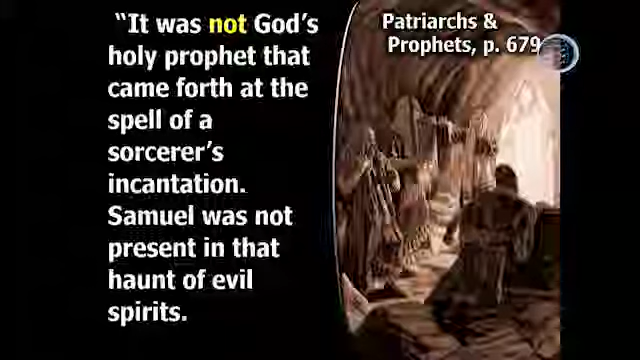 “It was not God’s
holy prophet that
came forth at the
spell of a
sorcerer’s
incantation.
Samuel was not
present in that
haunt of evil
spirits.
Patriarchs &
Prophets, p. 679